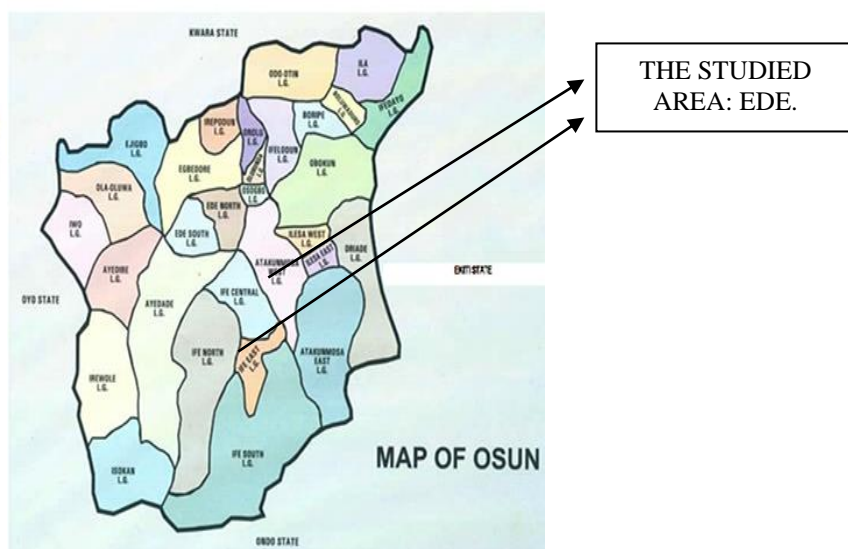 KWARA STATE
ODO-OTIN
L.G.
ILA
L.G.
IFEDAYO
L.G.
IREPODUN
L.G.
BORIPE
L.G.
EJIGBO
L.G.
IFELODUN
L.G.
EGBEDORE
L.G.
OBOKUN
L.G.
OLA-OLUWA
L.G.
OSOGBO
L.G.
EDE NORTH
L.G.
IWO
L.G.
EDE SOUTH
L.G.
ILESA WEST
L.G.
ILESA EAST
L.G.
ORIADE
L.G.
AYEDIRE
L.G.
ATAKUNMOSA
WEST
L.G.
EKITI STATE
OYO STATE
AYEDADE
L.G.
IFE CENTRAL
L.G.
IFE NORTH
L.G.
IFE EAST
L.G.
ATAKUNMOSA
EAST
L.G.
IREWOLE
L.G.
IFE SOUTH
L.G.
ISOKAN
L.G.
MAP OF OSUN
ONDO STATE
THE STUDIED
AREA: EDE.